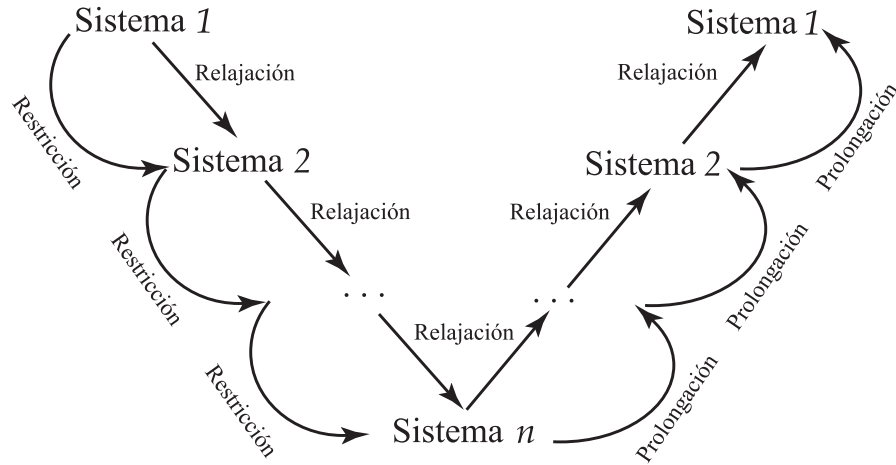 Sistema 1
Sistema 1
Relajación
Relajación
Restricción
Prolongación
Sistema 2
Sistema 2
Relajación
Relajación
Restricción
Prolongación
. . .
. . .
Relajación
Restricción
Prolongación
Sistema n